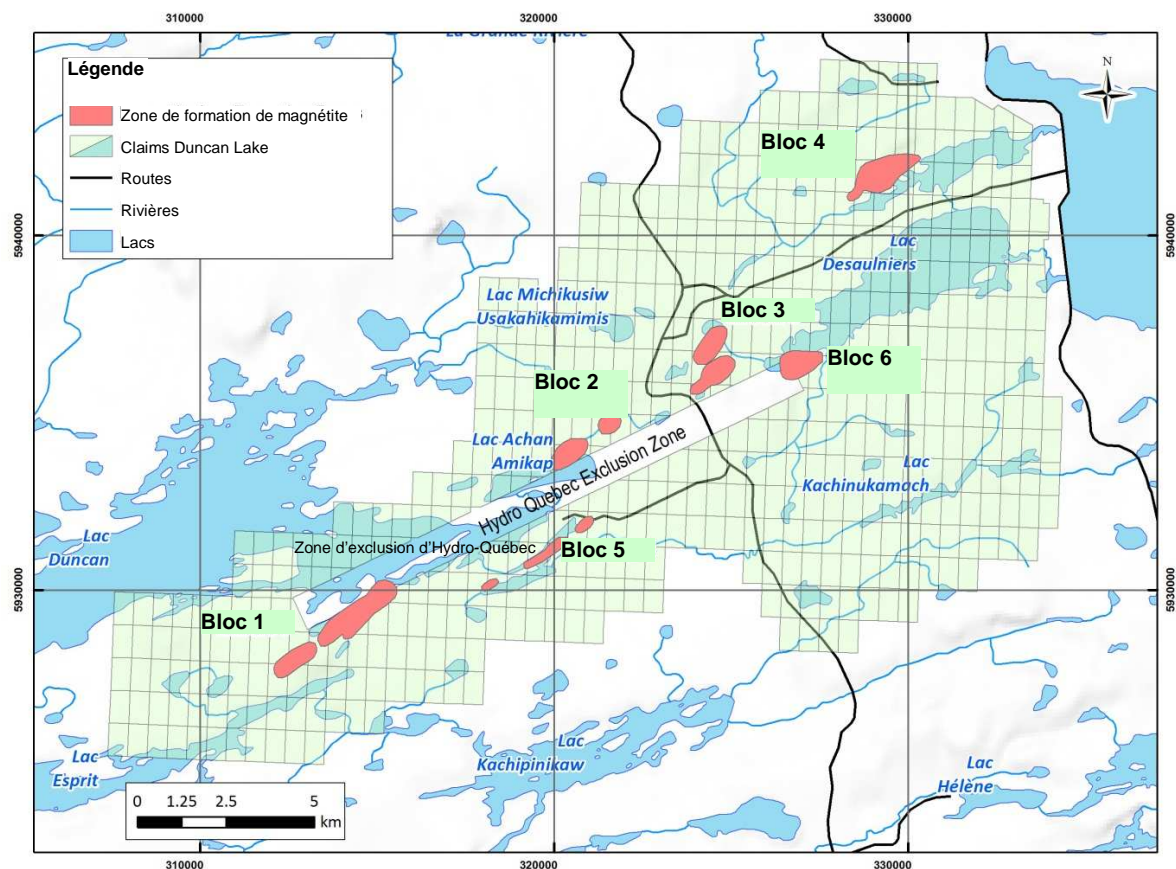 310000
320000
330000
La Grande Rivière
Légende
Zone de formation de magnétite
Claims Duncan Lake
Routes
Rivières
Lacs
N
Bloc 4
5940000
5940000
Lac
Desaulniers
Lac Michikusiw
Usakahikamimis
Bloc 3
Bloc 6
Bloc 2
Lac Achan
Amikap
Hydro Quebec Exclusion Zone
Lac
Kachinukamach
Lac
Duncan
Zone d'exclusion d'Hydro-Québec
Bloc 5
5930000
5930000
Bloc 1
Lac
Esprit
Lac
Kachipinikaw
Lac
Hélène
0 1.25 2.5 5
km
310000
320000
330000